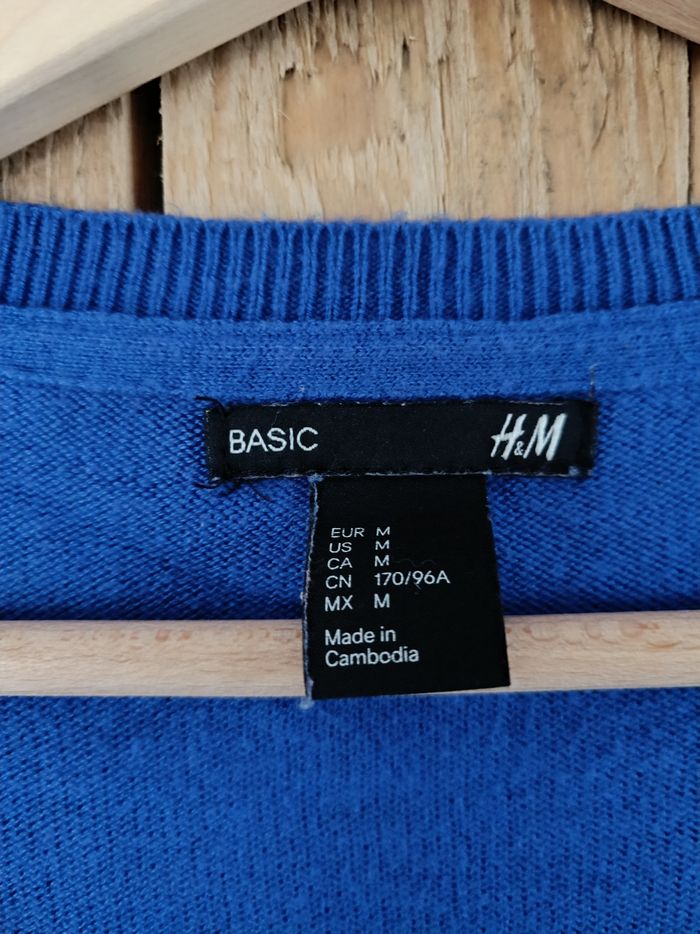 BASIC H&M
EUR M
US M
CA M
CN 170/96A
MX M
Made in
Cambodia